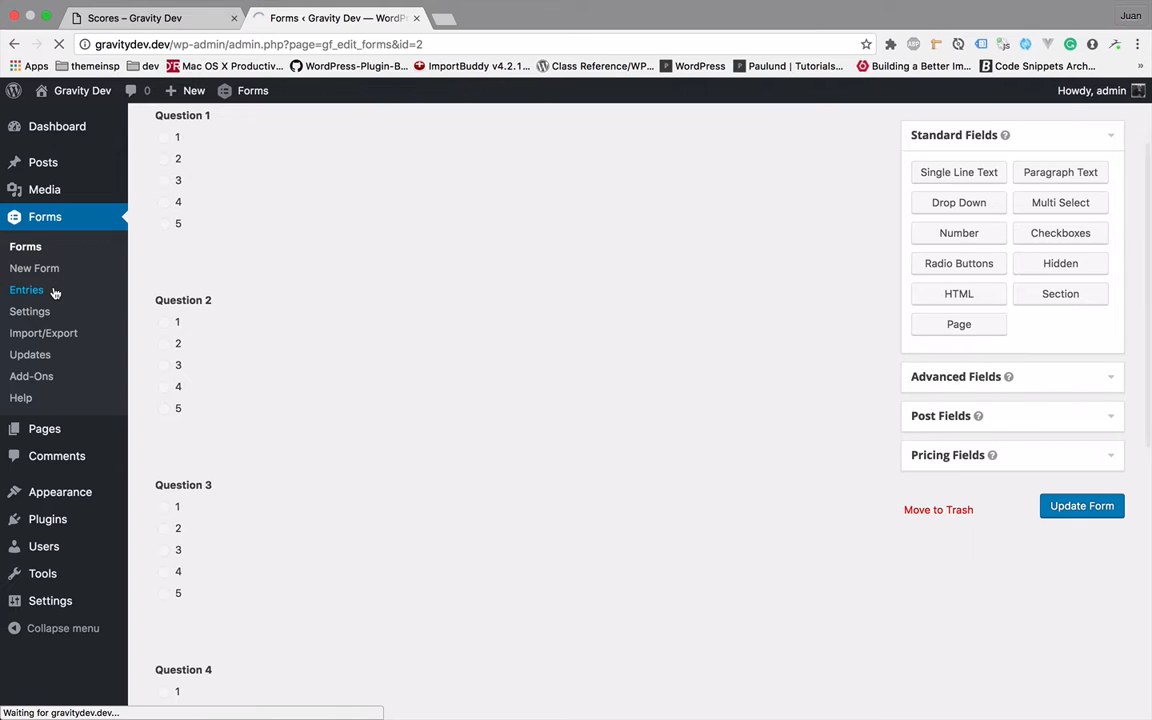 Scores – Gravity Dev
Forms ‹ Gravity Dev — WordPr
Juan
gravitydev.dev/wp-admin/admin.php?page=gf_edit_forms&id=2
Apps themeinsp dev Mac OS X Productiv... WordPress-Plugin-B... ImportBuddy v4.2.1... Class Reference/WP... WordPress Paulund | Tutorials... Building a Better Im... Code Snippets Arch... »
Gravity Dev 0 New Forms
Howdy, admin
Dashboard
Posts
Media
Forms
Forms
New Form
Entries
Settings
Import/Export
Updates
Add-Ons
Help
Pages
Comments
Appearance
Plugins
Users
Tools
Settings
Collapse menu
Question 1
1
2
3
4
5
Question 2
1
2
3
4
5
Question 3
1
2
3
4
5
Question 4
1
Standard Fields
Single Line Text Paragraph Text
Drop Down Multi Select
Number Checkboxes
Radio Buttons Hidden
HTML Section
Page
Advanced Fields
Post Fields
Pricing Fields
Move to Trash Update Form
Waiting for gravitydev.dev...